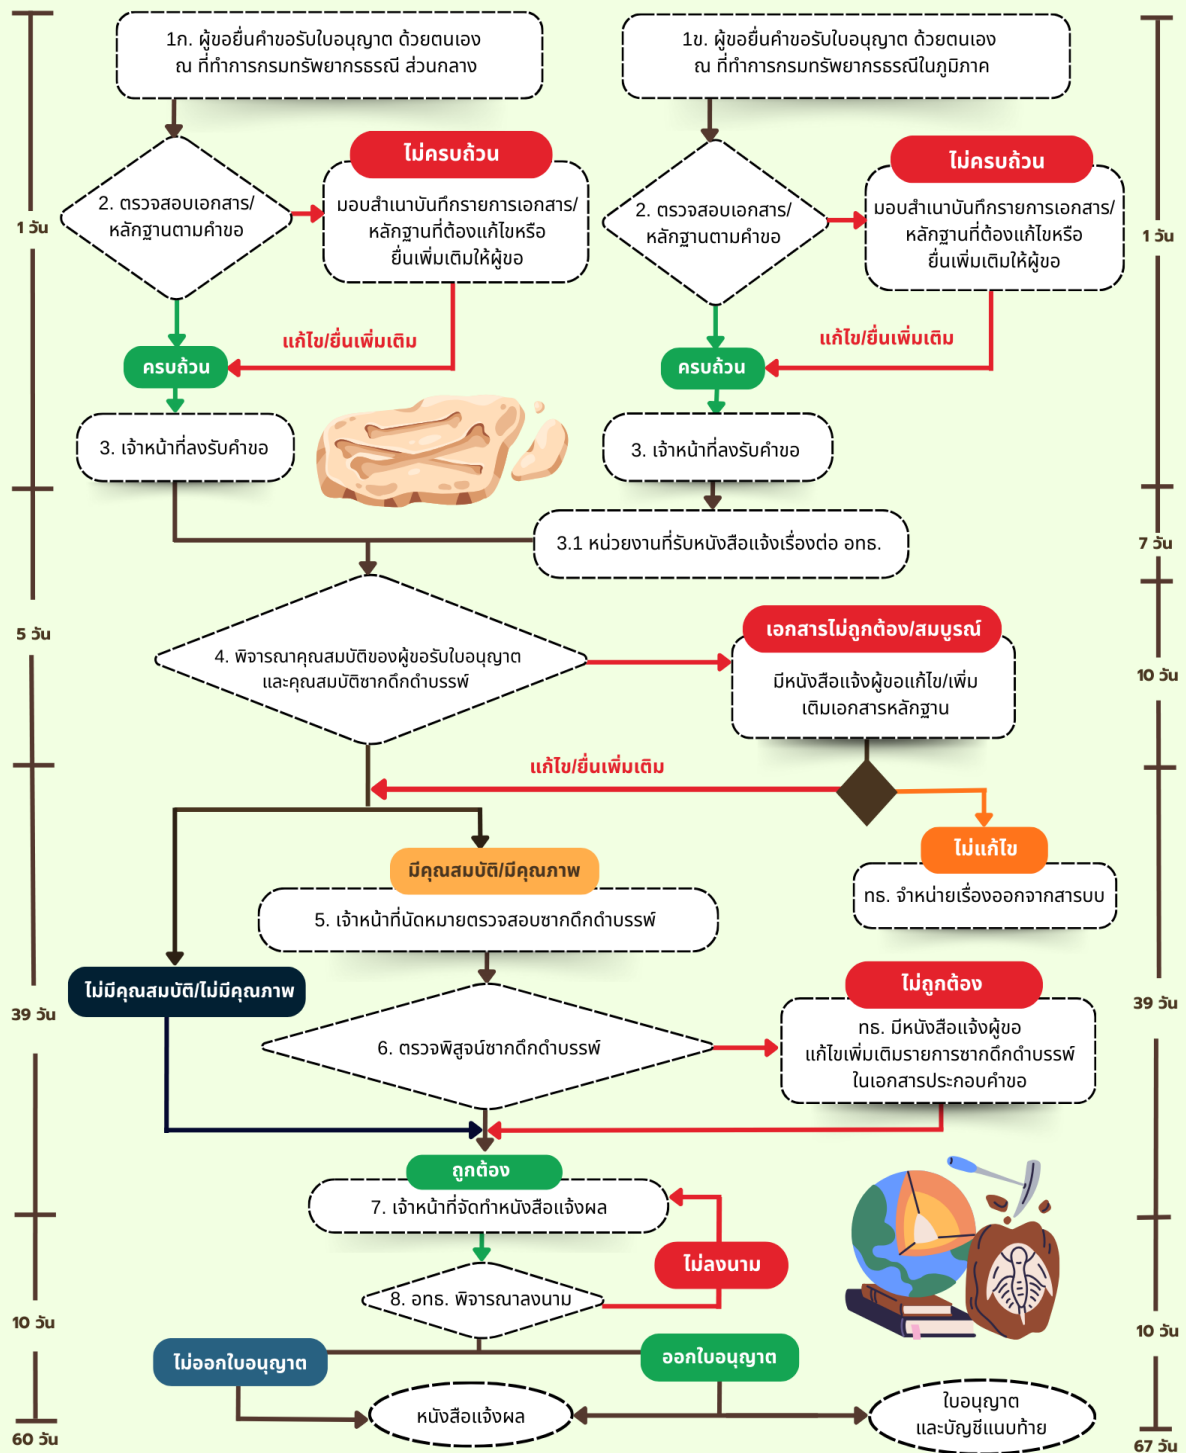 1ก. ผู้ขอยื่นคำขอรับใบอนุญาต ด้วยตนเอง
ณ ที่ทำการกรมทรัพยากรธรณี ส่วนกลาง
1ข. ผู้ขอยื่นคำขอรับใบอนุญาต ด้วยตนเอง
ณ ที่ทำการกรมทรัพยากรธรณีในภูมิภาค
ไม่ครบถ้วน
ไม่ครบถ้วน
2. ตรวจสอบเอกสาร/
หลักฐานตามคำขอ
มอบสำเนาบันทึกรายการเอกสาร/
หลักฐานที่ต้องแก้ไขหรือ
ยื่นเพิ่มเติมให้ผู้ขอ
2. ตรวจสอบเอกสาร/
หลักฐานตามคำขอ
มอบสำเนาบันทึกรายการเอกสาร/
หลักฐานที่ต้องแก้ไขหรือ
ยื่นเพิ่มเติมให้ผู้ขอ
1 วัน
1 วัน
แก้ไข/ยื่นเพิ่มเติม
แก้ไข/ยื่นเพิ่มเติม
ครบถ้วน
ครบถ้วน
3. เจ้าหน้าที่ลงรับคำขอ
3. เจ้าหน้าที่ลงรับคำขอ
3.1 หน่วยงานที่รับหนังสือแจ้งเรื่องต่อ อทธ.
7 วัน
5 วัน
4. พิจารณาคุณสมบัติของผู้ขอรับใบอนุญาต
และคุณสมบัติซากดึกดำบรรพ์
เอกสารไม่ถูกต้อง/สมบูรณ์
มีหนังสือแจ้งผู้ขอแก้ไข/เพิ่ม
เติมเอกสารหลักฐาน
10 วัน
แก้ไข/ยื่นเพิ่มเติม
ไม่แก้ไข
ทธ. จำหน่ายเรื่องออกจากสารบบ
มีคุณสมบัติ/มีคุณภาพ
5. เจ้าหน้าที่นัดหมายตรวจสอบซากดึกดำบรรพ์
ไม่มีคุณสมบัติ/ไม่มีคุณภาพ
39 วัน
6. ตรวจพิสูจน์ซากดึกดำบรรพ์
ไม่ถูกต้อง
ทธ. มีหนังสือแจ้งผู้ขอ
แก้ไขเพิ่มเติมรายการซากดึกดำบรรพ์
ในเอกสารประกอบคำขอ
39 วัน
ถูกต้อง
7. เจ้าหน้าที่จัดทำหนังสือแจ้งผล
ไม่ลงนาม
8. อทธ. พิจารณาลงนาม
10 วัน
10 วัน
ไม่ออกใบอนุญาต
ออกใบอนุญาต
หนังสือแจ้งผล
ใบอนุญาต
และบัญชีแนบท้าย
60 วัน
67 วัน